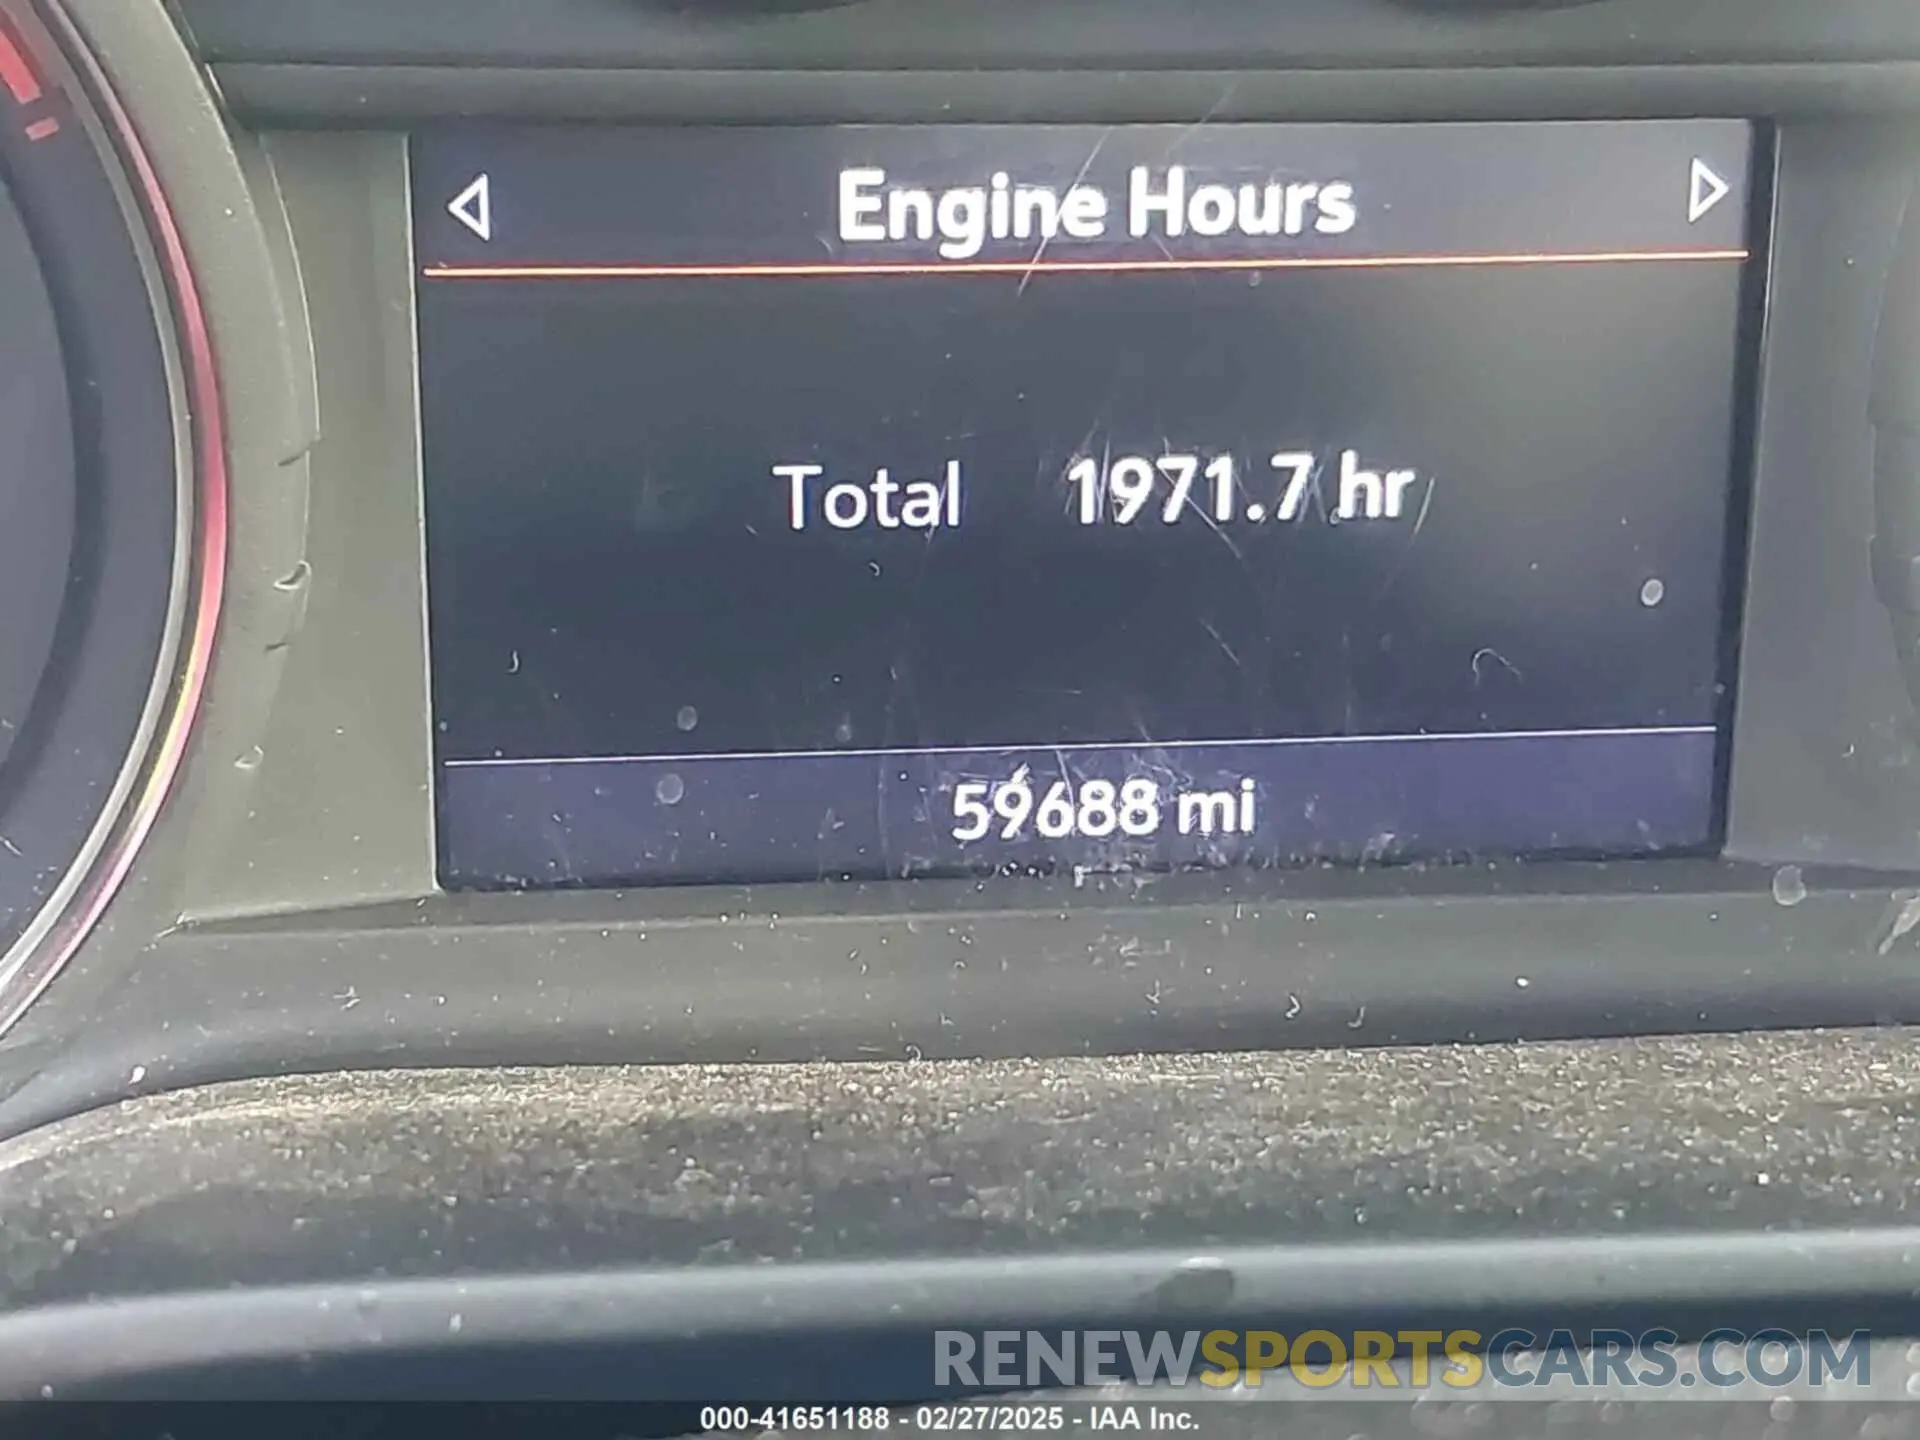 Engine Hours
Total 1971.7 hr
59688 mi
RENEWSPORTSCARS.COM
000-41651188 - 02/27/2025 - IAA Inc.